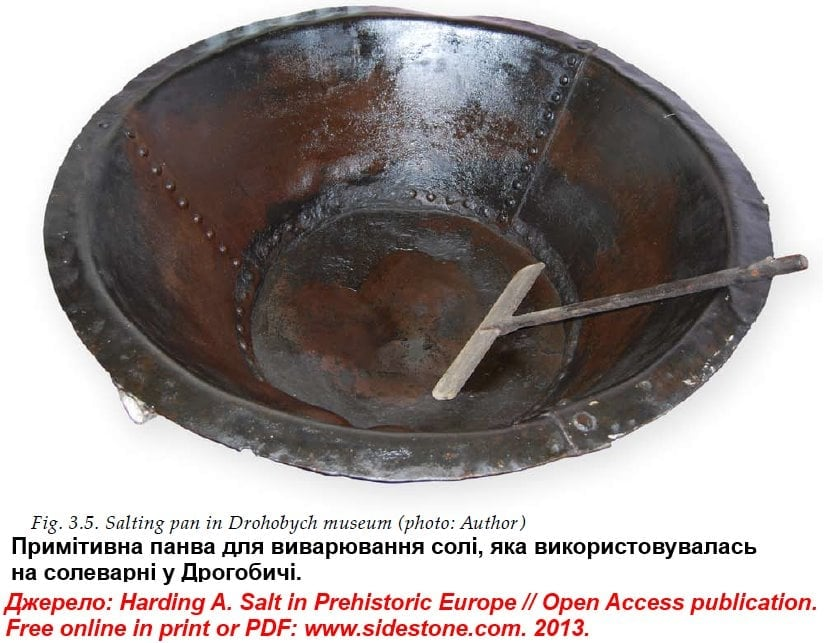 Fig. 3.5. Salting pan in Drohobych museum (photo: Author)
Примітивна панва для виварювання солі, яка використовувалась
на солеварні у Дрогобичі.
Джерело: Harding A. Salt in Prehistoric Europe // Open Access publication.
Free online in print or PDF: www.sidestone.com. 2013.